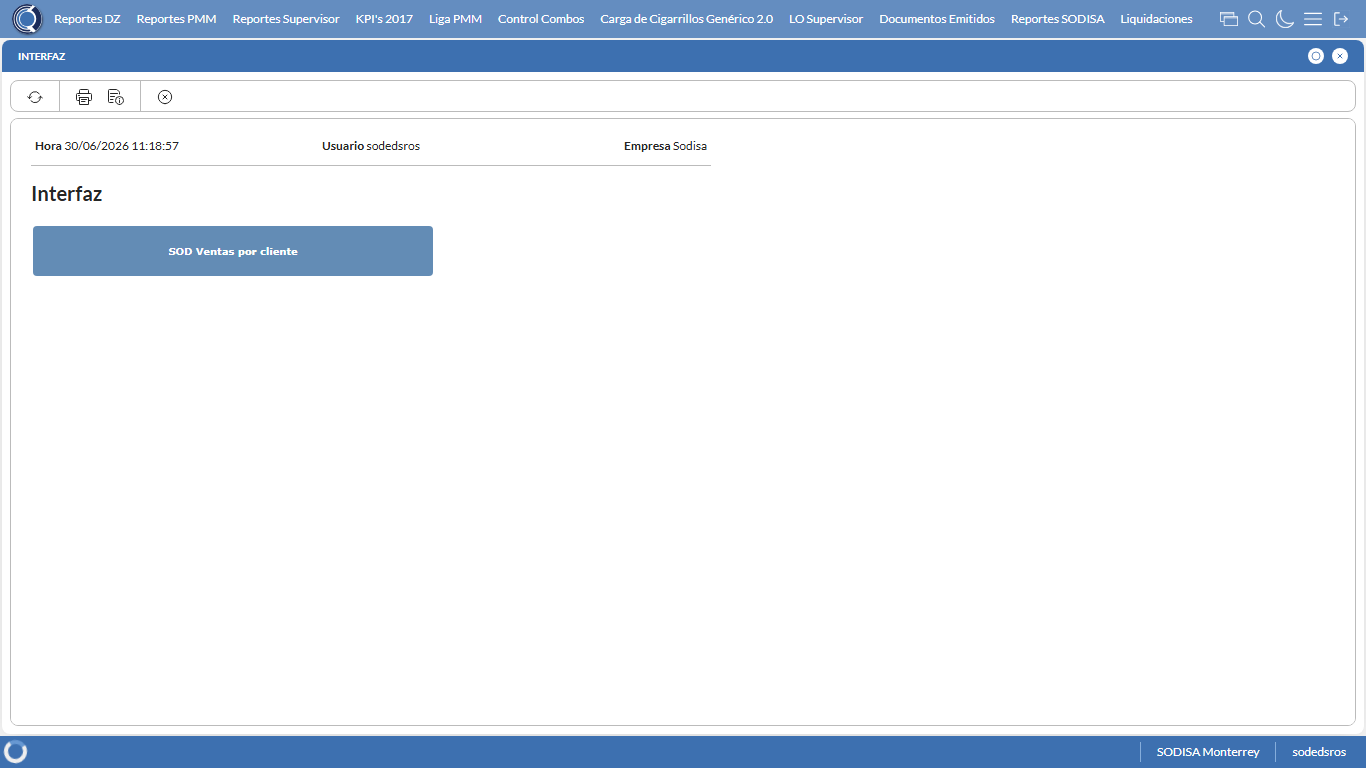 Reportes DZ Reportes PMM Reportes Supervisor KPI's 2017 Liga PMM Control Combos Carga de Cigarrillos Genérico 2.0 LO Supervisor Documentos Emitidos Reportes SODISA Liquidaciones
INTERFAZ
Hora 30/06/2026 11:18:57 Usuario sodedsros Empresa Sodisa
Interfaz
SOD Ventas por cliente
SODISA Monterrey sodedsros